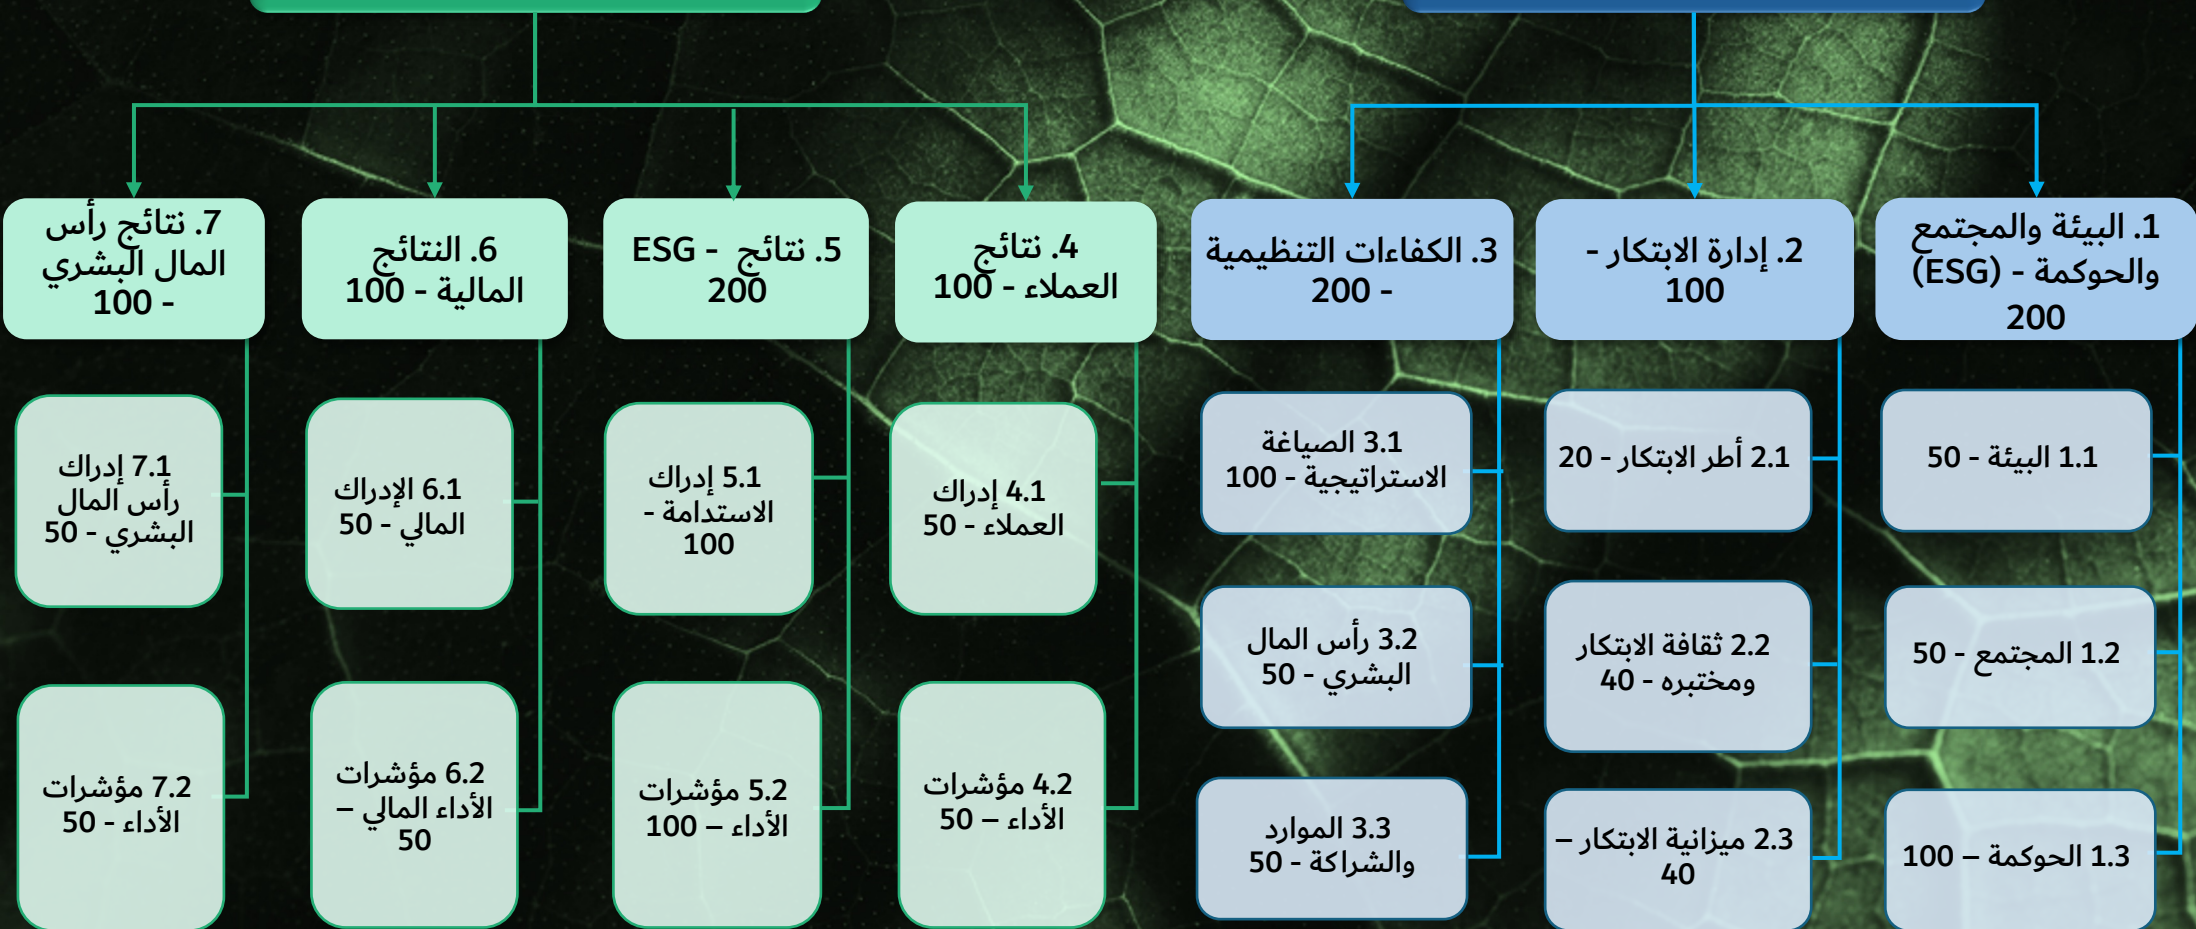 1. البيئة والمجتمع
والحوكمة - (ESG)
200
2. إدارة الابتكار -
100
3. الكفاءات التنظيمية
- 200
4. نتائج
العملاء - 100
5. نتائج - ESG
200
6. النتائج
المالية - 100
7. نتائج رأس
المال البشري
- 100
1.1 البيئة - 50
1.2 المجتمع - 50
1.3 الحوكمة – 100
2.1 أطر الابتكار - 20
2.2 ثقافة الابتكار
ومختبره - 40
2.3 ميزانية الابتكار –
40
3.1 الصياغة
الاستراتيجية - 100
3.2 رأس المال
البشري - 50
3.3 الموارد
والشراكة - 50
4.1 إدراك
العملاء - 50
4.2 مؤشرات
الأداء – 50
5.1 إدراك
الاستدامة -
100
5.2 مؤشرات
الأداء – 100
6.1 الإدراك
المالي - 50
6.2 مؤشرات
الأداء المالي –
50
7.1 إدراك
رأس المال
البشري - 50
7.2 مؤشرات
الأداء - 50